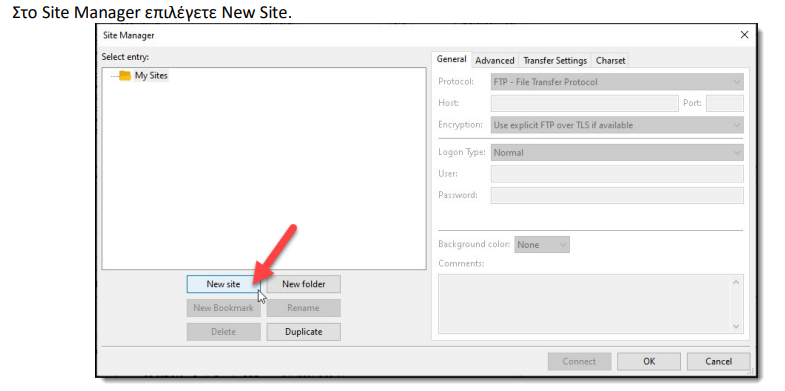 Στο Site Manager επιλέγετε New Site.
Site Manager
Select entry:
My Sites
New site
New folder
New Bookmark
Rename
Delete
Duplicate
General
Advanced
Transfer Settings
Charset
Protocol:
FTP - File Transfer Protocol
Host:
Port:
Encryption:
Use explicit FTP over TLS if available
Logon Type:
Normal
User:
Password:
Background color:
None
Comments:
Connect
OK
Cancel